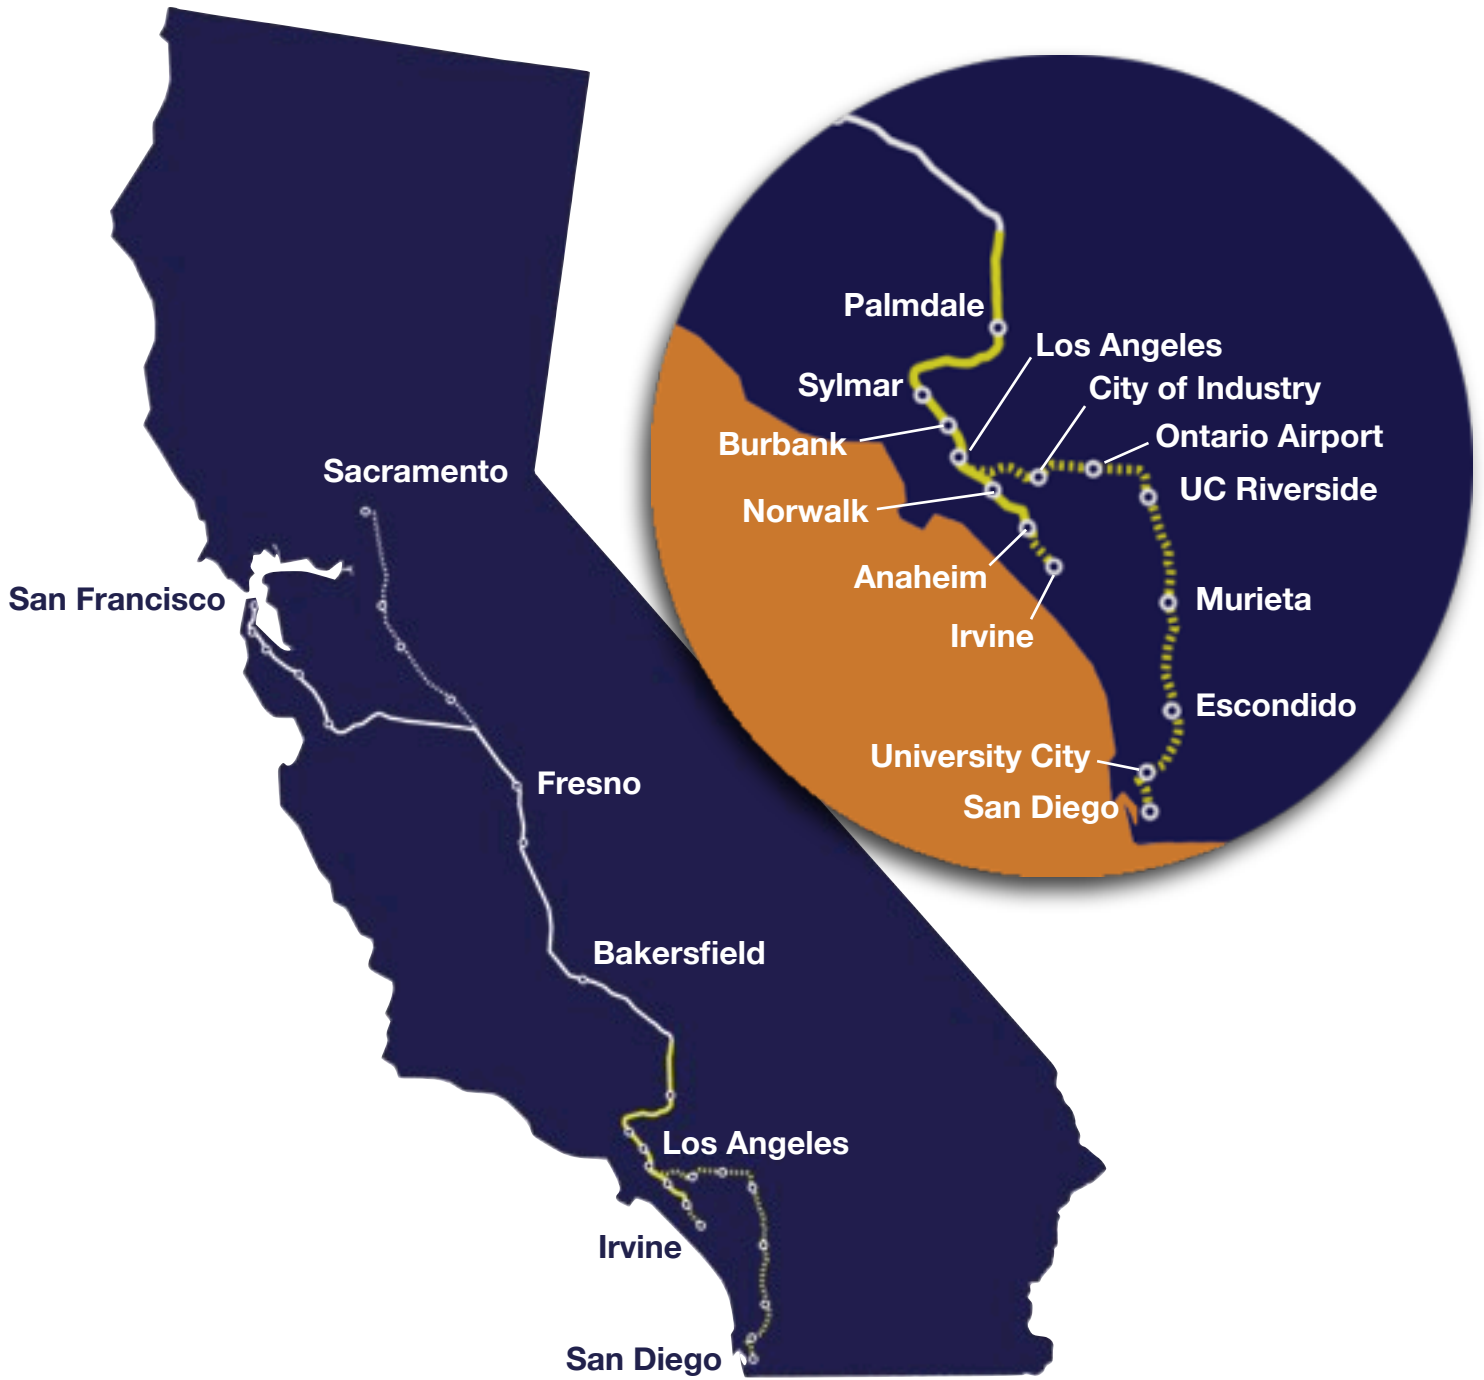 Palmdale
Los Angeles
Sylmar
City of Industry
Burbank
Ontario Airport
UC Riverside
Norwalk
Anaheim
Murieta
Irvine
Escondido
University City
San Diego
Sacramento
San Francisco
Fresno
Bakersfield
Los Angeles
Irvine
San Diego